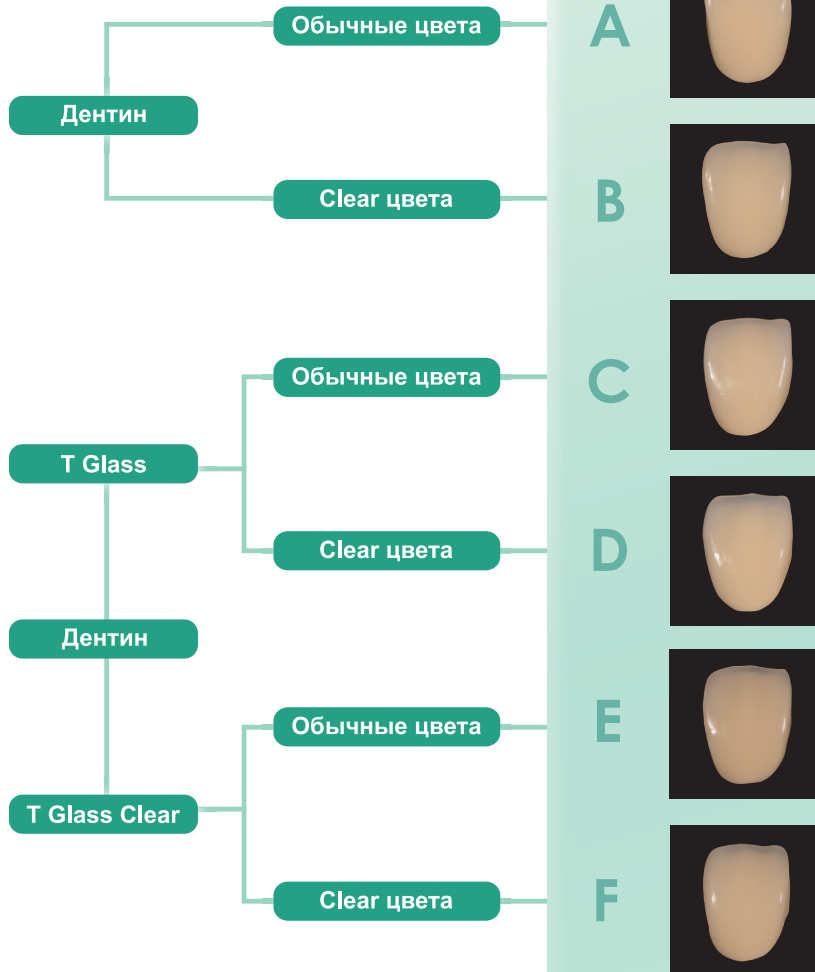 Обычные цвета
A
Дентин
Clear цвета
B
Обычные цвета
C
T Glass
Clear цвета
D
Дентин
Обычные цвета
E
T Glass Clear
Clear цвета
F